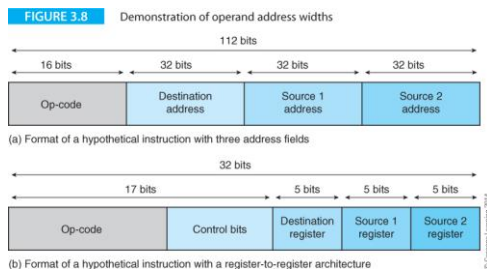 FIGURE 3.8 Demonstration of operand address widths
112 bits
16 bits 32 bits 32 bits 32 bits
Op-code Destination address Source 1 address Source 2 address
(a) Format of a hypothetical instruction with three address fields
32 bits
17 bits 5 bits 5 bits 5 bits
Op-code Control bits Destination register Source 1 register Source 2 register
(b) Format of a hypothetical instruction with a register-to-register architecture
© Cengage Learning 2014